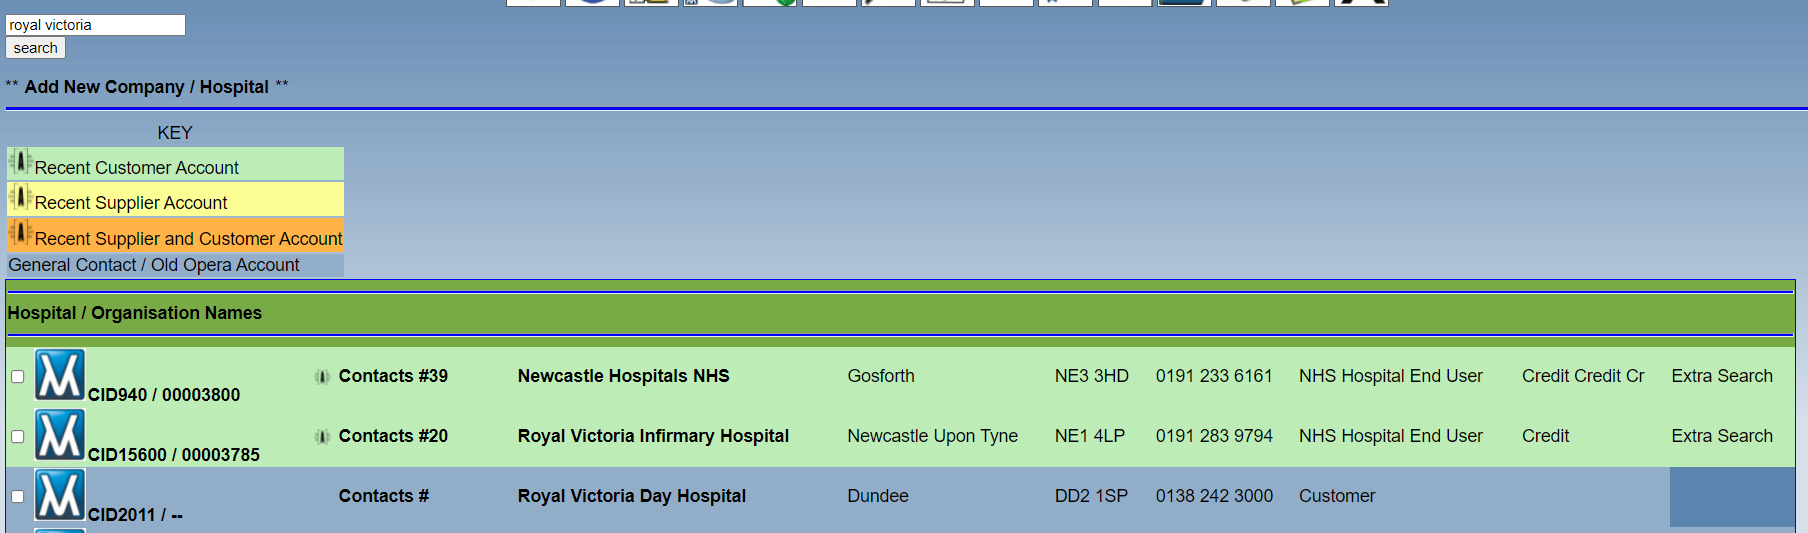 royal victoria
search
** Add New Company / Hospital **
KEY
Recent Customer Account
Recent Supplier Account
Recent Supplier and Customer Account
General Contact / Old Opera Account
Hospital / Organisation Names
CID940 / 00003800 Contacts #39 Newcastle Hospitals NHS Gosforth NE3 3HD 0191 233 6161 NHS Hospital End User Credit Credit Cr Extra Search
CID15600 / 00003785 Contacts #20 Royal Victoria Infirmary Hospital Newcastle Upon Tyne NE1 4LP 0191 283 9794 NHS Hospital End User Credit Extra Search
CID2011 / -- Contacts # Royal Victoria Day Hospital Dundee DD2 1SP 0138 242 3000 Customer